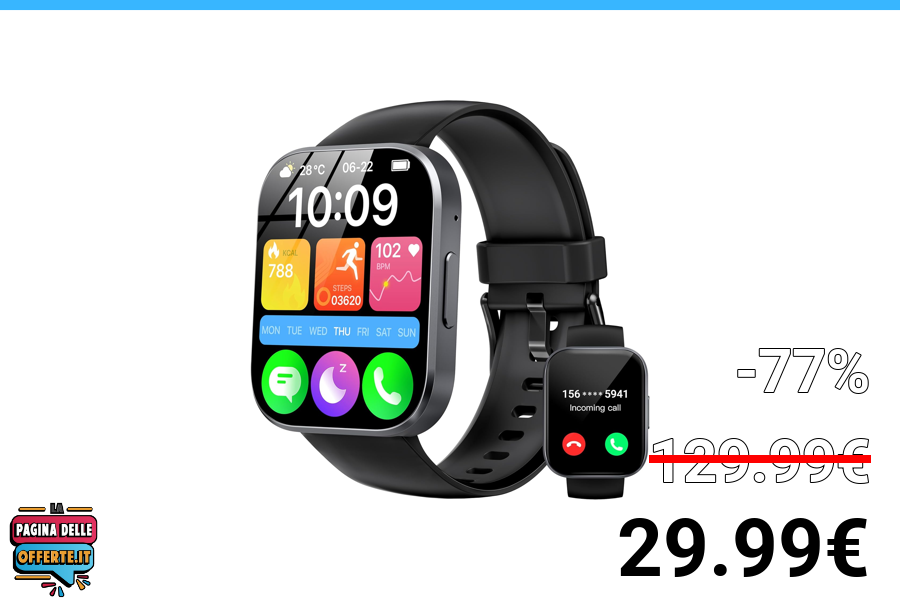 28°C 06-22
10:09
KCAL
788
STEPS
03620
102
BPM
MON TUE WED THU FRI SAT SUN
z
156****5941
Incoming call
-77%
129.99€
29.99€
LA
PAGINA DELLE
OFFERTE.IT